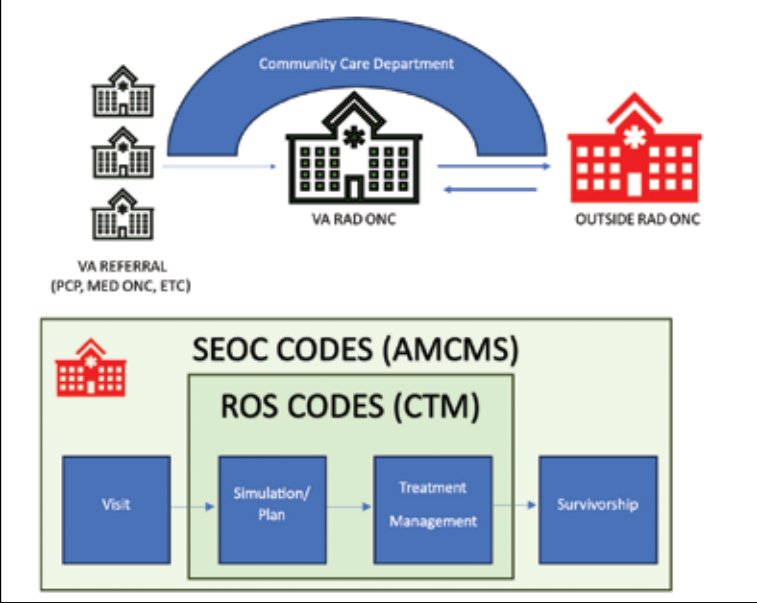 Community Care Department
VA RAD ONC
OUTSIDE RAD ONC
VA REFERRAL
(PCP, MED ONC, ETC)
SEOC CODES (AMCMS)
ROS CODES (CTM)
Visit
Simulation/
Plan
Treatment
Management
Survivorship